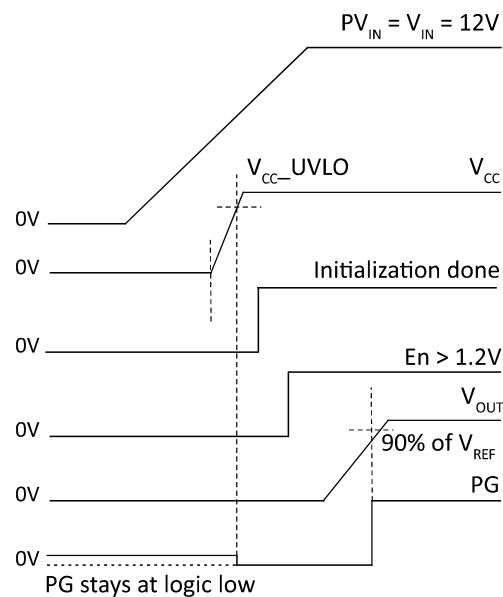 PV_IN = V_IN = 12V
V_CC_UVLO
V_CC
0V
0V
Initialization done
0V
En > 1.2V
V_OUT
0V
90% of V_REF
PG
0V
0V
PG stays at logic low